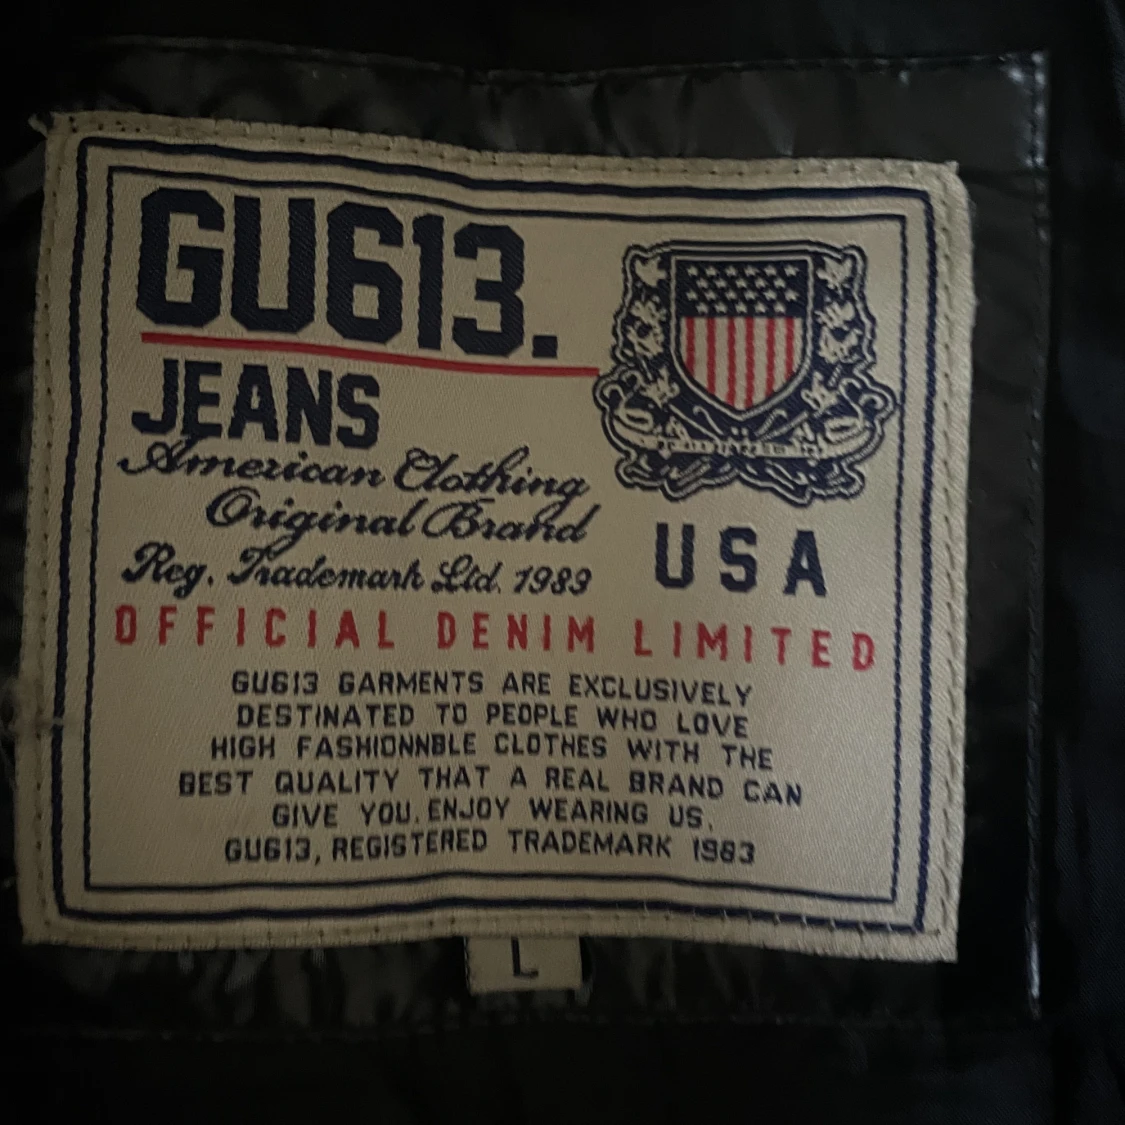 GU613.
JEANS
American Clothing
Original Brand
Reg. Trademark Ltd. 1983
USA
OFFICIAL DENIM LIMITED
GU613 GARMENTS ARE EXCLUSIVELY
DESTINATED TO PEOPLE WHO LOVE
HIGH FASHIONNBLE CLOTHES WITH THE
BEST QUALITY THAT A REAL BRAND CAN
GIVE YOU. ENJOY WEARING US.
GU613, REGISTERED TRADEMARK 1983
L